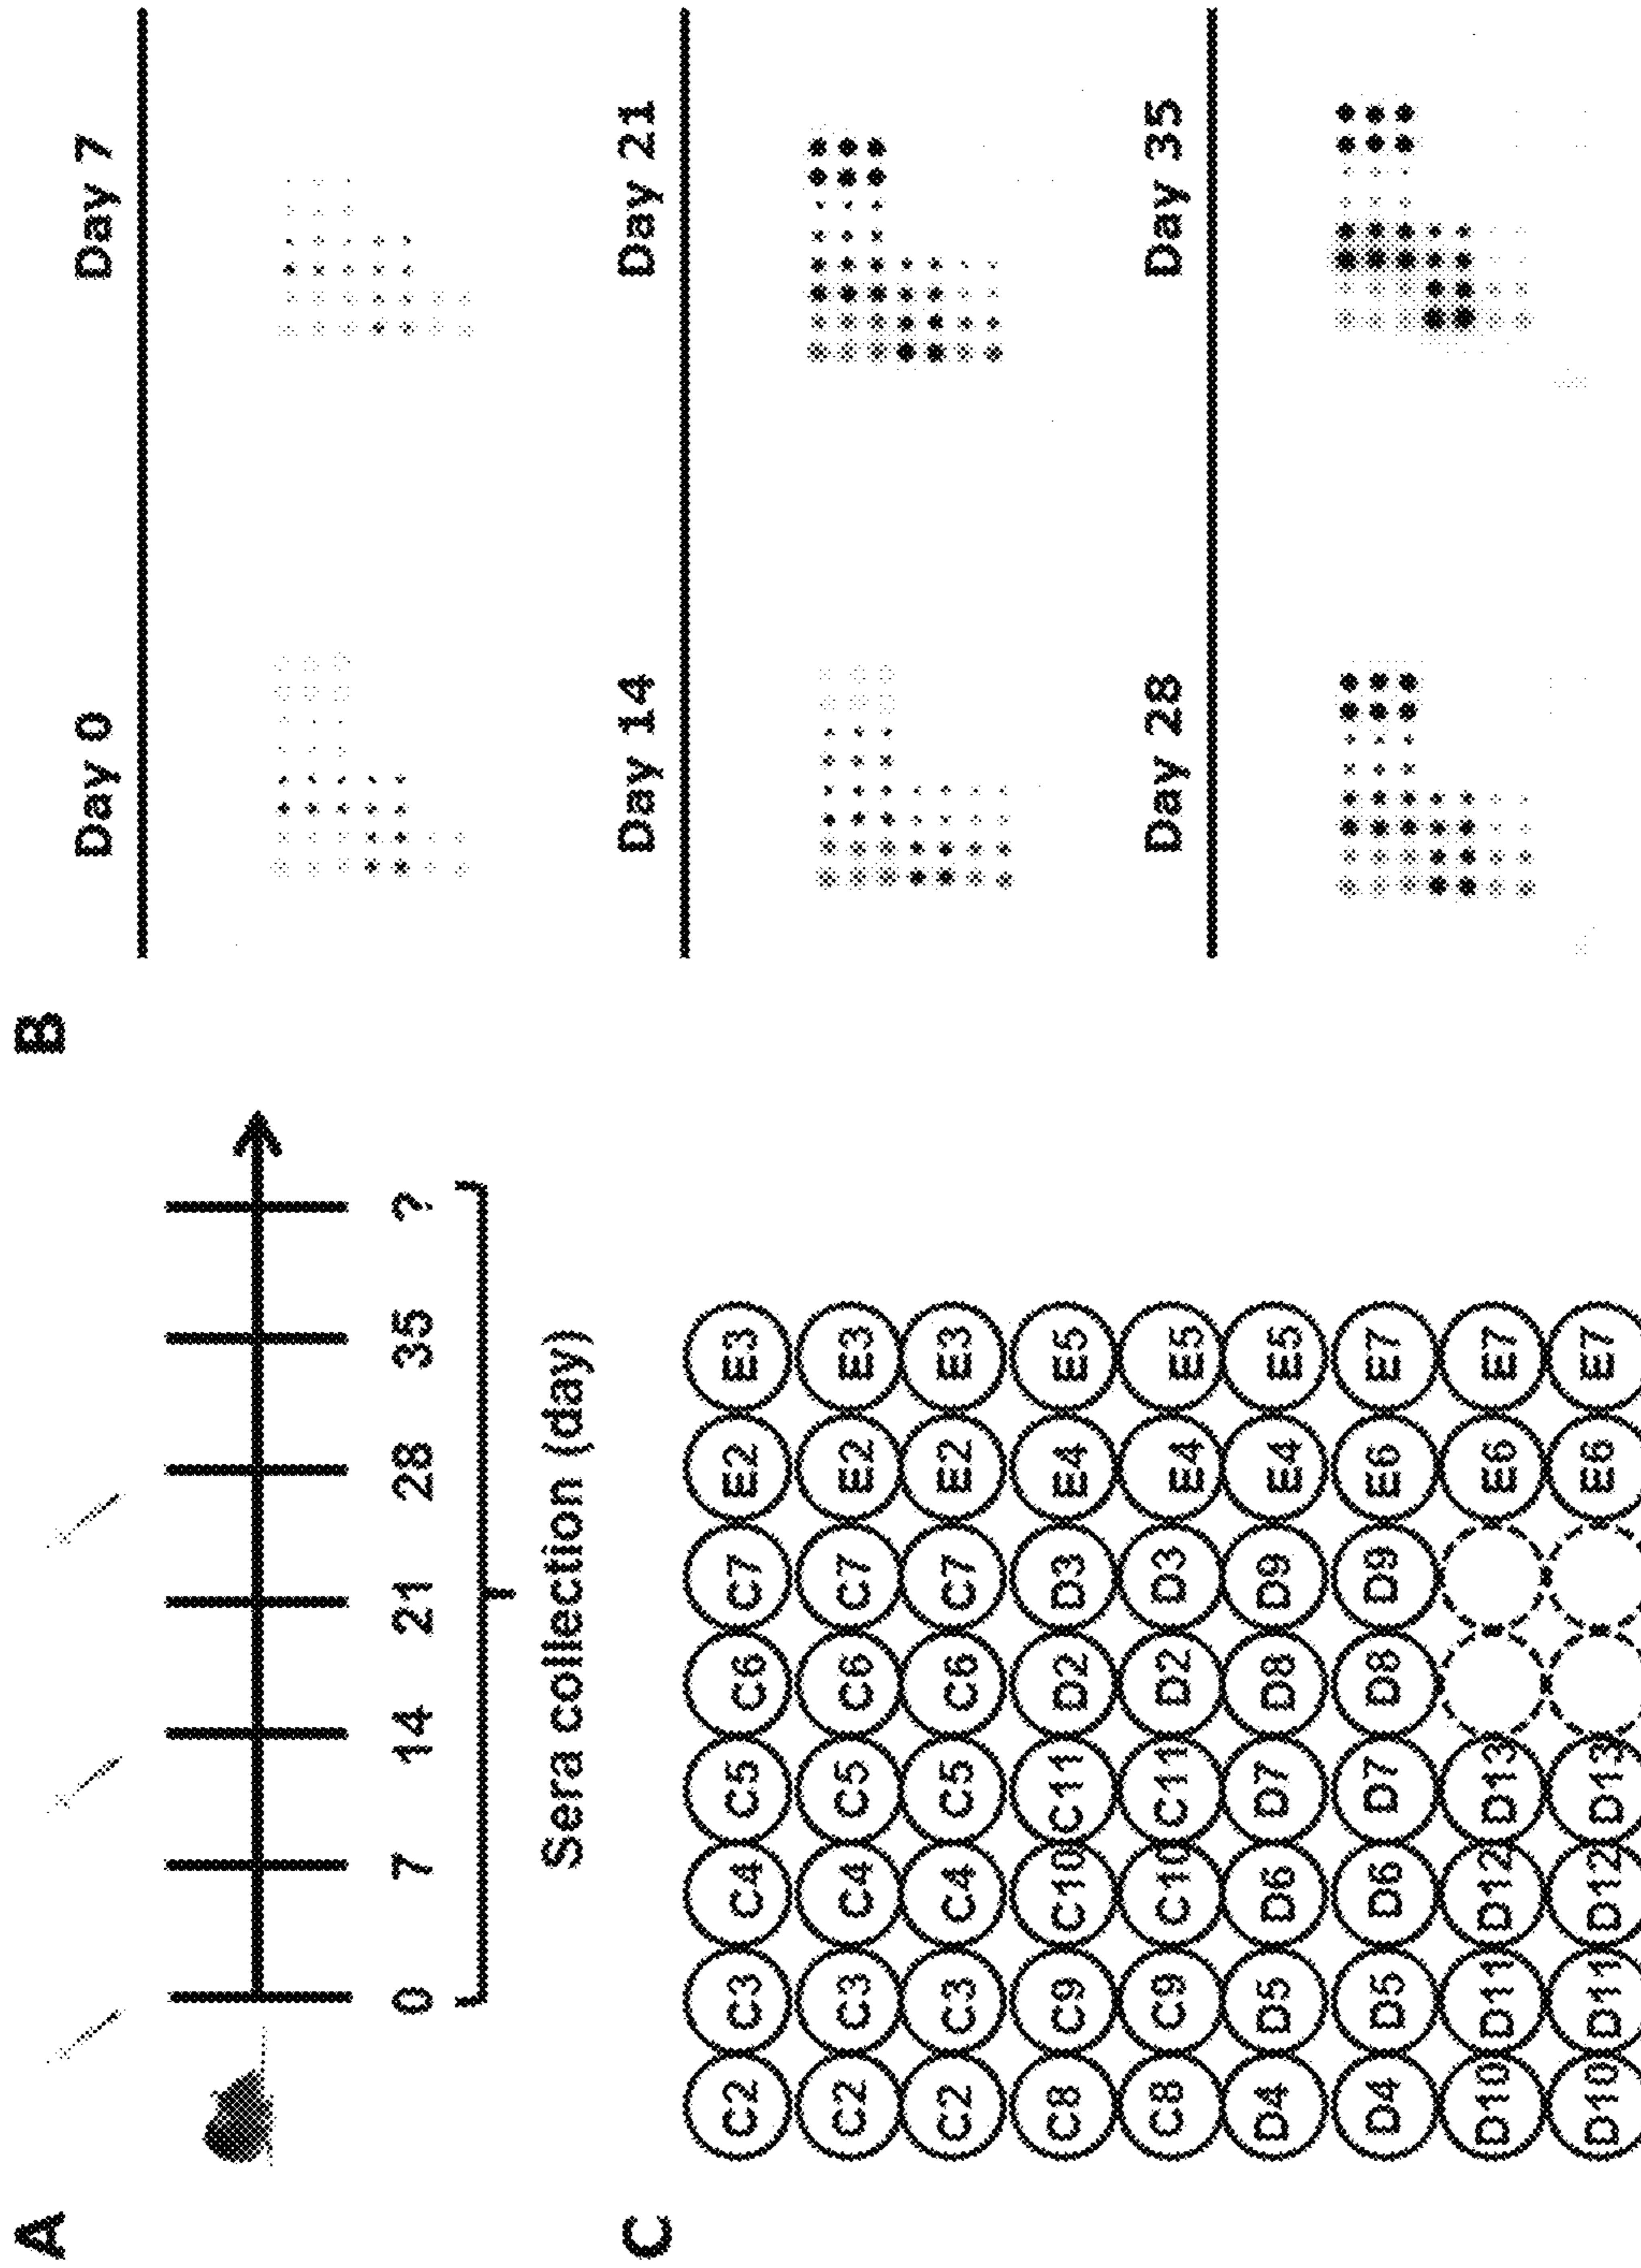 A
0 7 14 21 28 35 ?
Sera collection (day)
B
Day 0 Day 7
Day 14 Day 21
Day 28 Day 35
C
C2 C3 C4 C5 C6 C7 E2 E3
C2 C3 C4 C5 C6 C7 E2 E3
C2 C3 C4 C5 C6 C7 E2 E3
C8 C9 C10 C11 D2 D3 E4 E5
C8 C9 C10 C11 D2 D3 E4 E5
D4 D5 D6 D7 D8 D9 E4 E5
D4 D5 D6 D7 D8 D9 E6 E7
D10 D11 D12 D13 E6 E7
D10 D11 D12 D13 E6 E7